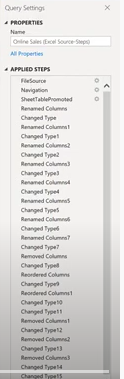 Query Settings
PROPERTIES
Name
Online Sales (Excel Source-Steps)
All Properties
APPLIED STEPS
FileSource
Navigation
SheetTablePromoted
Renamed Columns
Changed Type
Renamed Columns1
Changed Type1
Renamed Columns2
Changed Type2
Renamed Columns3
Changed Type3
Renamed Columns4
Changed Type4
Renamed Columns5
Changed Type5
Renamed Columns6
Changed Type6
Renamed Columns7
Changed Type7
Removed Columns
Changed Type8
Reordered Columns
Changed Type9
Reordered Columns1
Changed Type10
Changed Type11
Removed Columns1
Changed Type12
Removed Columns2
Changed Type13
Removed Columns3
Changed Type14
Changed Type15